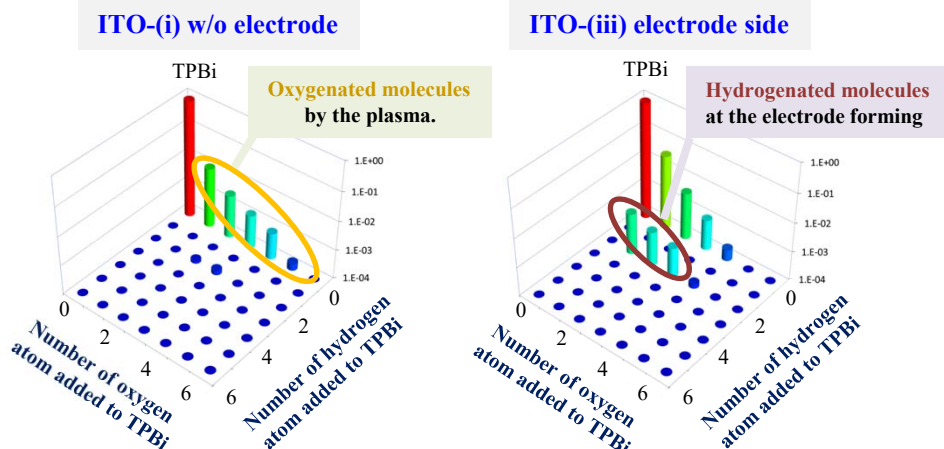 ITO-(i) w/o electrode
TPBi
Oxygenated molecules
by the plasma.
1.E+00
1.E-01
1.E-02
1.E-03
1.E-04
0
2
4
6
0
2
4
6
Number of oxygen
atom added to TPBi
Number of hydrogen
atom added to TPBi
ITO-(iii) electrode side
TPBi
Hydrogenated molecules
at the electrode forming
1.E+00
1.E-01
1.E-02
1.E-03
1.E-04
0
2
4
6
0
2
4
6
Number of oxygen
atom added to TPBi
Number of hydrogen
atom added to TPBi